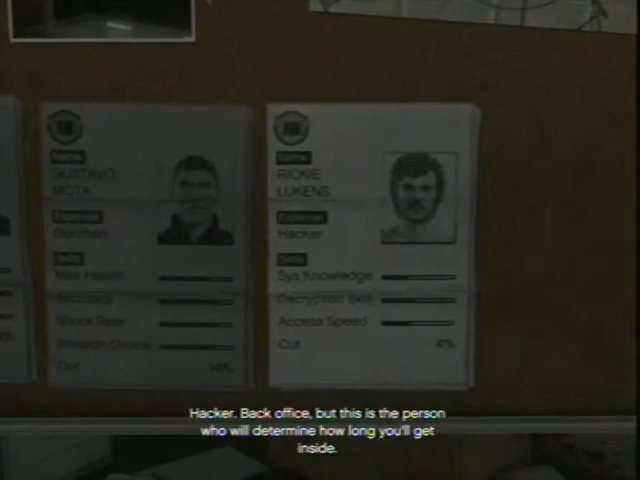 Name
GUSTAVO
MOTA
Expertise
Gunman
Skills
Max Health
Accuracy
Shoot Rate
Weapon Choice
Cut 14%
Name
RICKIE
LUKENS
Expertise
Hacker
Skills
Sys Knowledge
Decryption Skill
Access Speed
Cut 4%
Hacker. Back office, but this is the person
who will determine how long you'll get
inside.